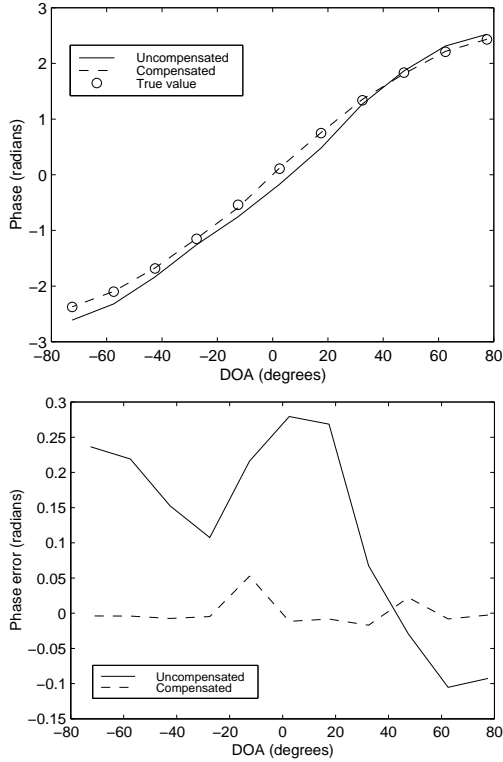 3
2
1
0
−1
−2
−3
Phase (radians)
Uncompensated
Compensated
True value
−80 −60 −40 −20 0 20 40 60 80
DOA (degrees)
0.3
0.25
0.2
0.15
0.1
0.05
0
−0.05
−0.1
−0.15
Phase error (radians)
Uncompensated
Compensated
−80 −60 −40 −20 0 20 40 60 80
DOA (degrees)